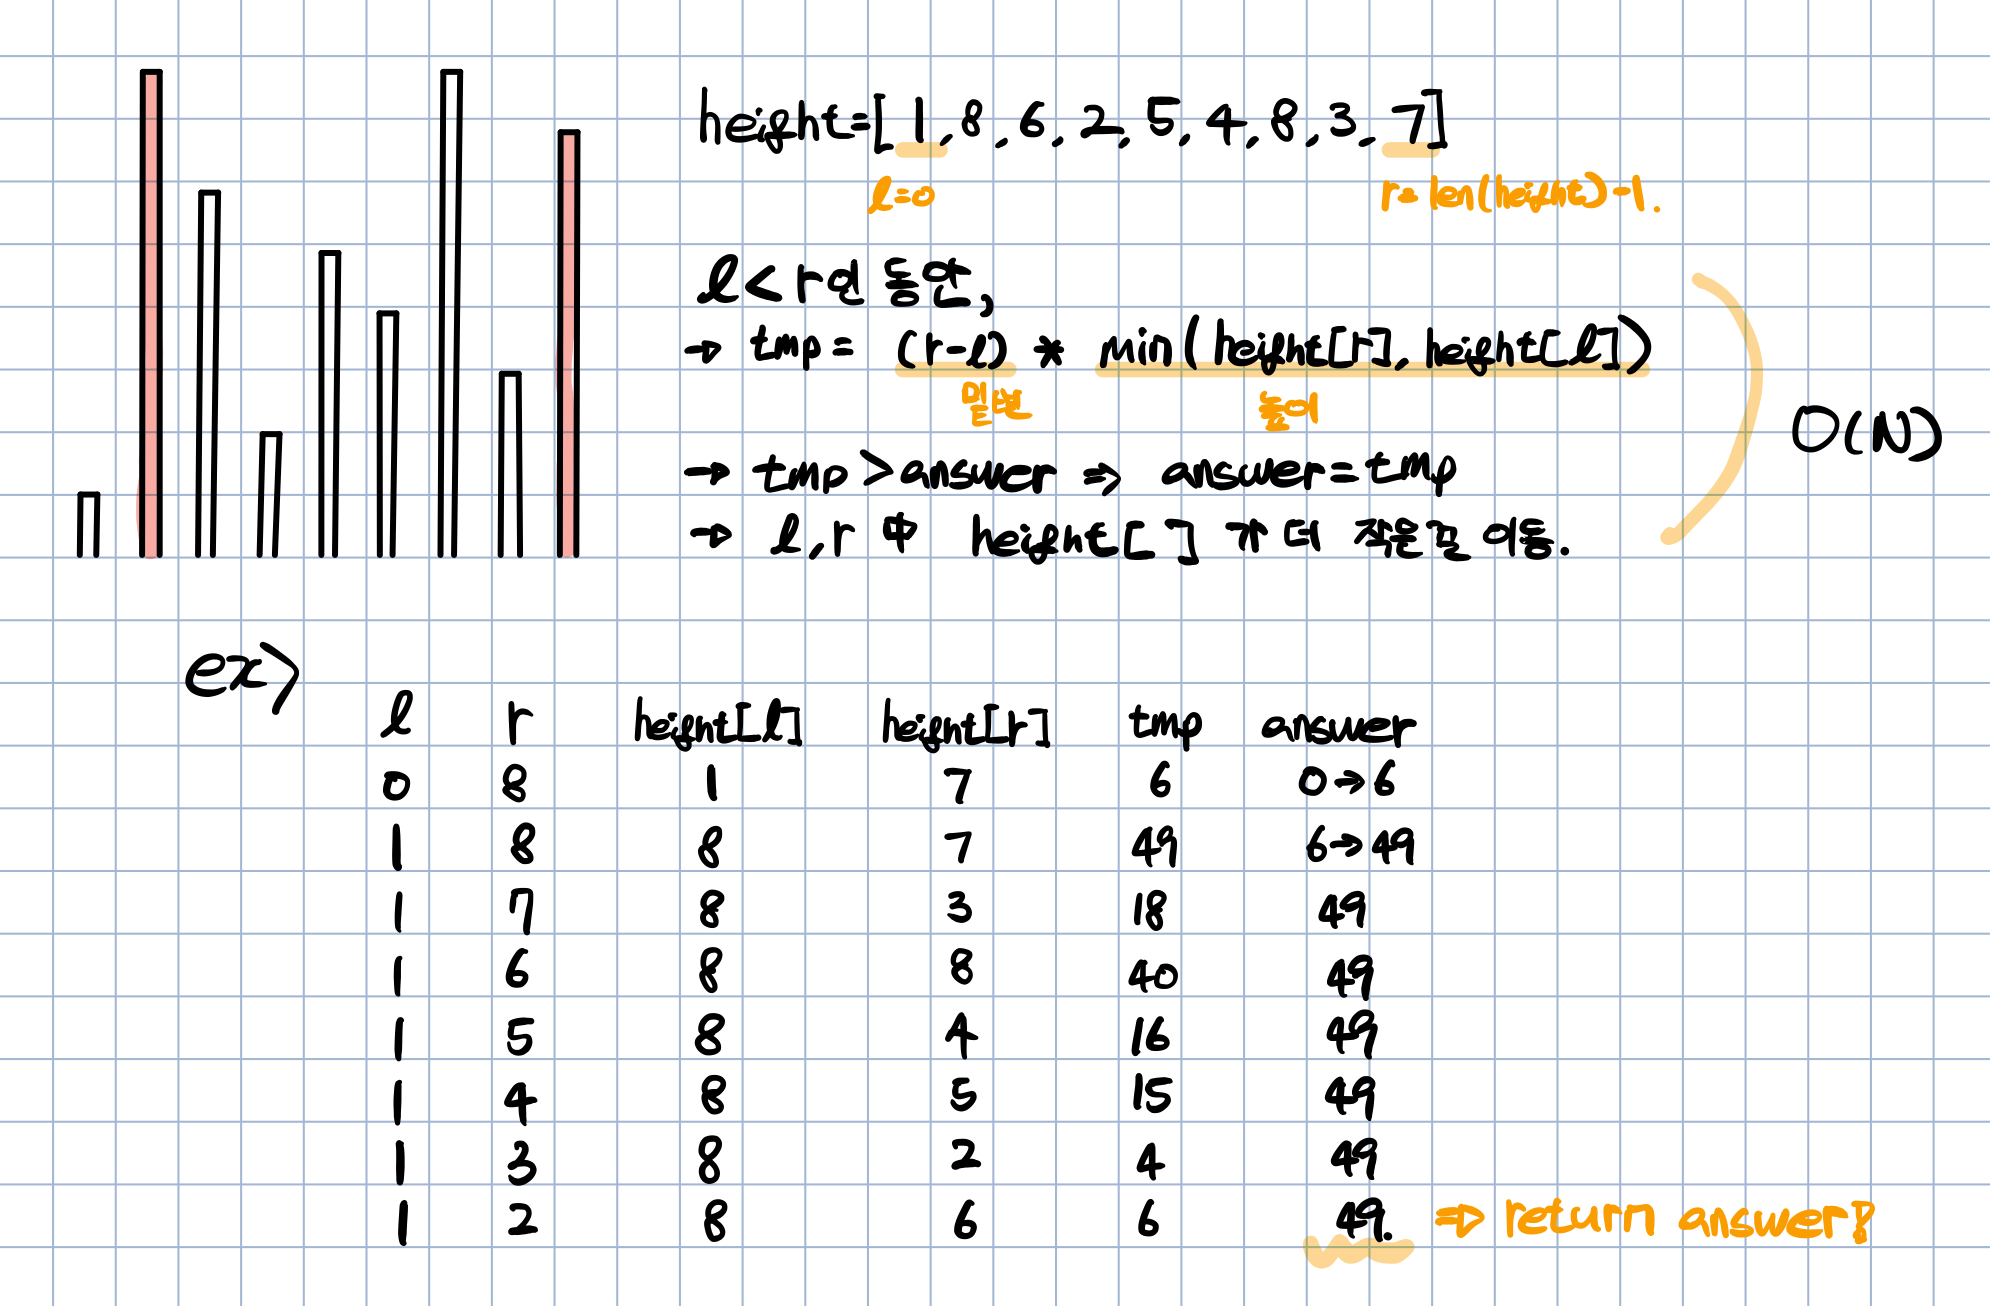 height=[1,8,6,2,5,4,8,3,7]
l=0 r=len(height)-1.
l<r인 동안,
→ tmp= (r-l) * min(height[r],height[l])
밑변 높이
O(N)
→ tmp>answer ⇒ answer=tmp
→ l,r 中 height[ ]가 더 작은걸 이동.
ex)
l r height[l] height[r] tmp answer
0 8 1 7 6 0→6
1 8 8 7 49 6→49
1 7 8 3 18 49
1 6 8 8 40 49
1 5 8 4 16 49
1 4 8 5 15 49
1 3 8 2 4 49
1 2 8 6 6 49. ⇒ return answer!